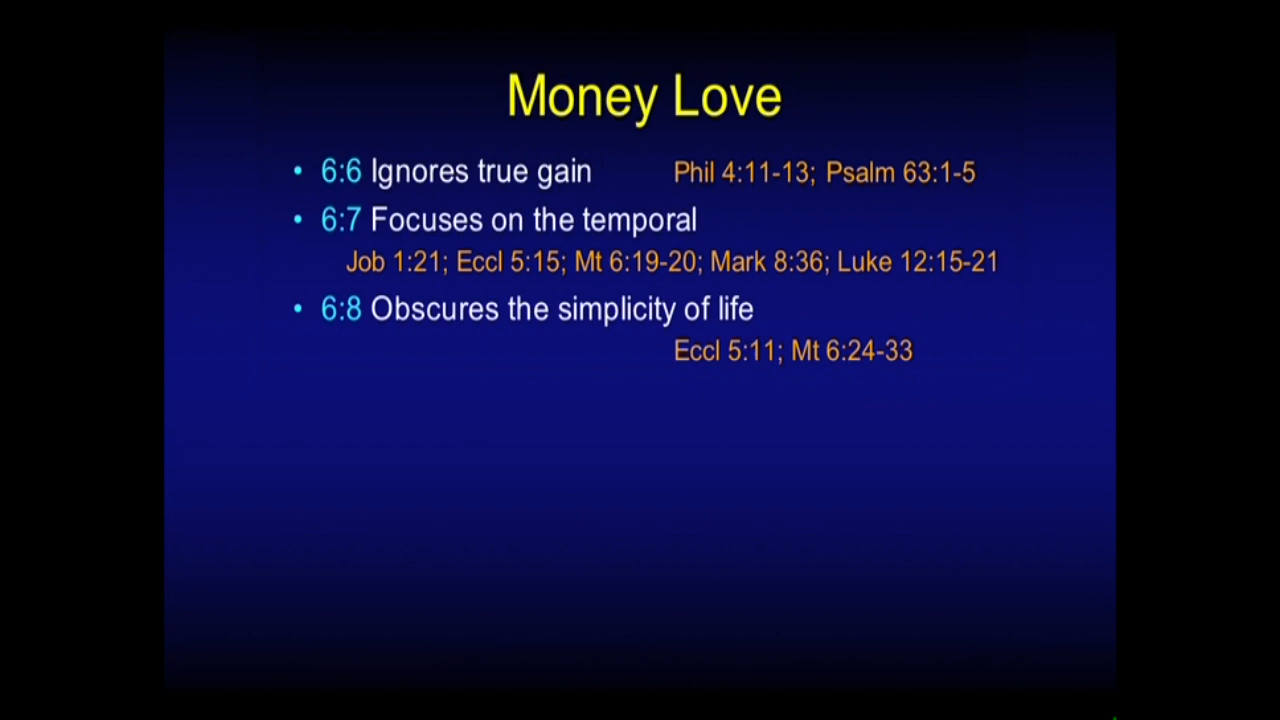 Money Love
• 6:6 Ignores true gain Phil 4:11-13; Psalm 63:1-5
• 6:7 Focuses on the temporal
Job 1:21; Eccl 5:15; Mt 6:19-20; Mark 8:36; Luke 12:15-21
• 6:8 Obscures the simplicity of life
Eccl 5:11; Mt 6:24-33